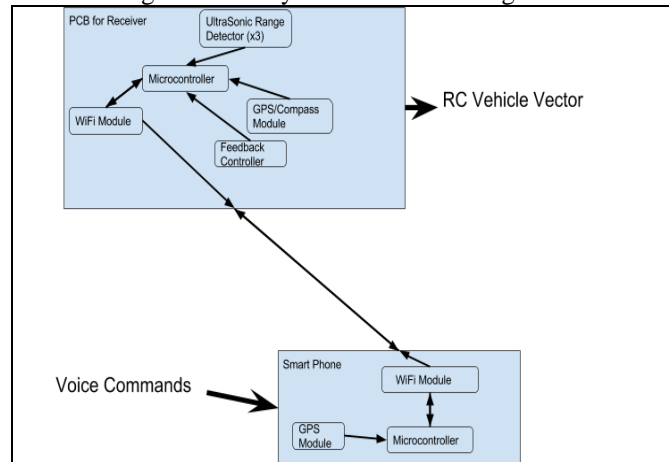 PCB for Receiver
UltraSonic Range
Detector (x3)
Microcontroller
RC Vehicle Vector
GPS/Compass
Module
WiFi Module
Feedback
Controller
Smart Phone
Voice Commands
WiFi Module
GPS
Module
Microcontroller